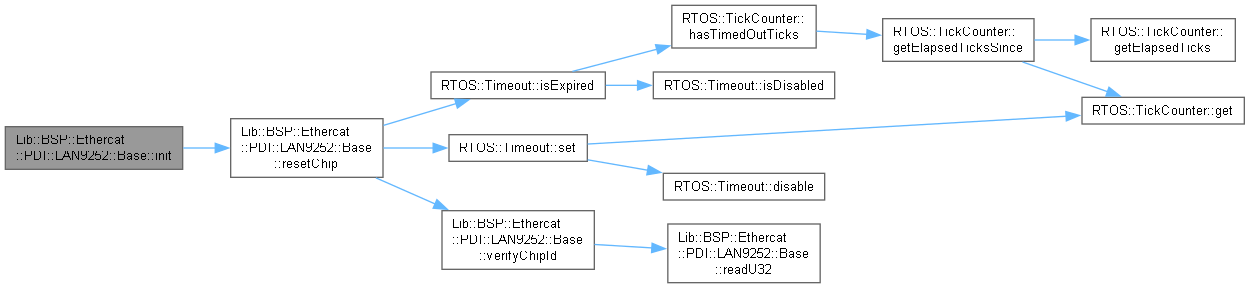 RTOS::TickCounter::
hasTimedOutTicks
RTOS::TickCounter::
getElapsedTicksSince
RTOS::TickCounter::
getElapsedTicks
RTOS::Timeout::isExpired
RTOS::Timeout::isDisabled
RTOS::TickCounter::get
Lib::BSP::Ethercat
::PDI::LAN9252::Base::init
Lib::BSP::Ethercat
::PDI::LAN9252::Base
::resetChip
RTOS::Timeout::set
RTOS::Timeout::disable
Lib::BSP::Ethercat
::PDI::LAN9252::Base
::verifyChipId
Lib::BSP::Ethercat
::PDI::LAN9252::Base
::readU32